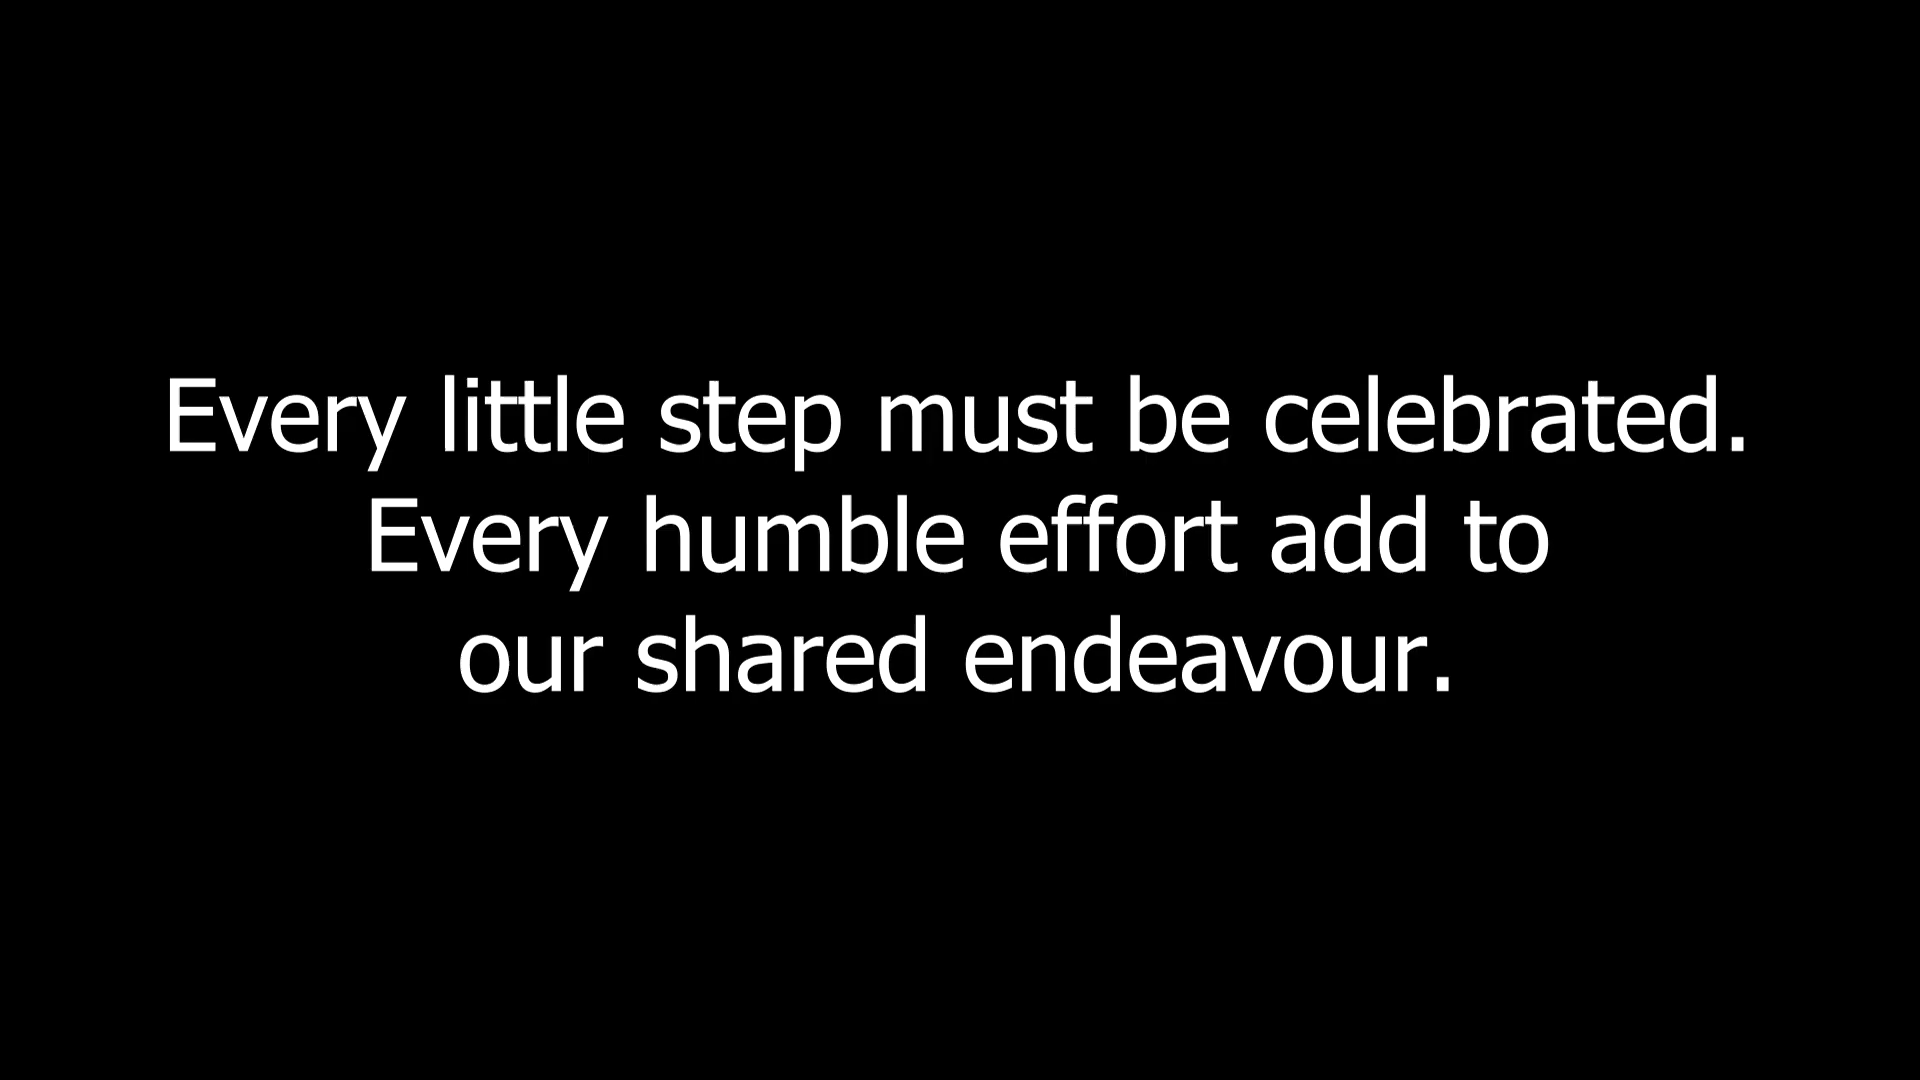 Every little step must be celebrated.
Every humble effort add to
our shared endeavour.